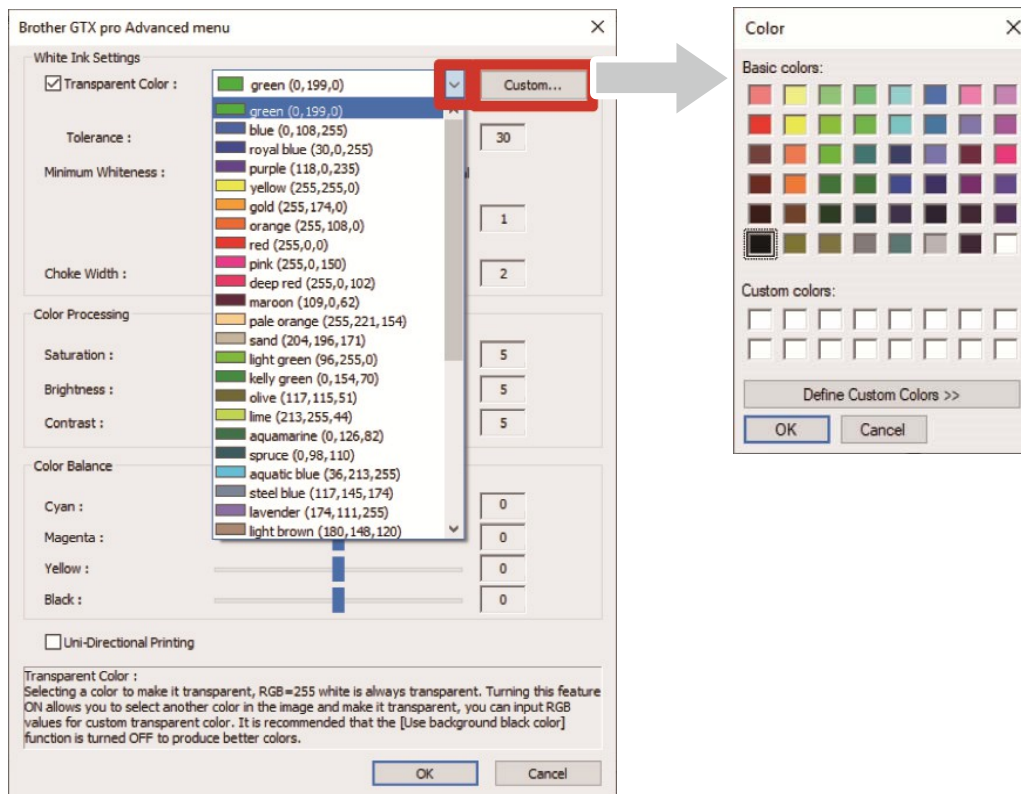 Brother GTX pro Advanced menu
White Ink Settings
Transparent Color :
green (0,199,0)
Custom...
green (0,199,0)
blue (0,108,255)
royal blue (30,0,255)
purple (118,0,235)
yellow (255,255,0)
gold (255,174,0)
orange (255,108,0)
red (255,0,0)
pink (255,0,150)
deep red (255,0,102)
maroon (109,0,62)
pale orange (255,221,154)
sand (204,196,171)
light green (96,255,0)
kelly green (0,154,70)
olive (117,115,51)
lime (213,255,44)
aquamarine (0,126,82)
spruce (0,98,110)
aquatic blue (36,213,255)
steel blue (117,145,174)
lavender (174,111,255)
light brown (180,148,120)
Tolerance :
30
Minimum Whiteness :
1
Choke Width :
2
Color Processing
Saturation :
5
Brightness :
5
Contrast :
5
Color Balance
Cyan :
0
Magenta :
0
Yellow :
0
Black :
0
Uni-Directional Printing
Transparent Color :
Selecting a color to make it transparent, RGB=255 white is always transparent. Turning this feature
ON allows you to select another color in the image and make it transparent, you can input RGB
values for custom transparent color. It is recommended that the [Use background black color]
function is turned OFF to produce better colors.
OK
Cancel
Color
Basic colors:
Custom colors:
Define Custom Colors >>
OK
Cancel